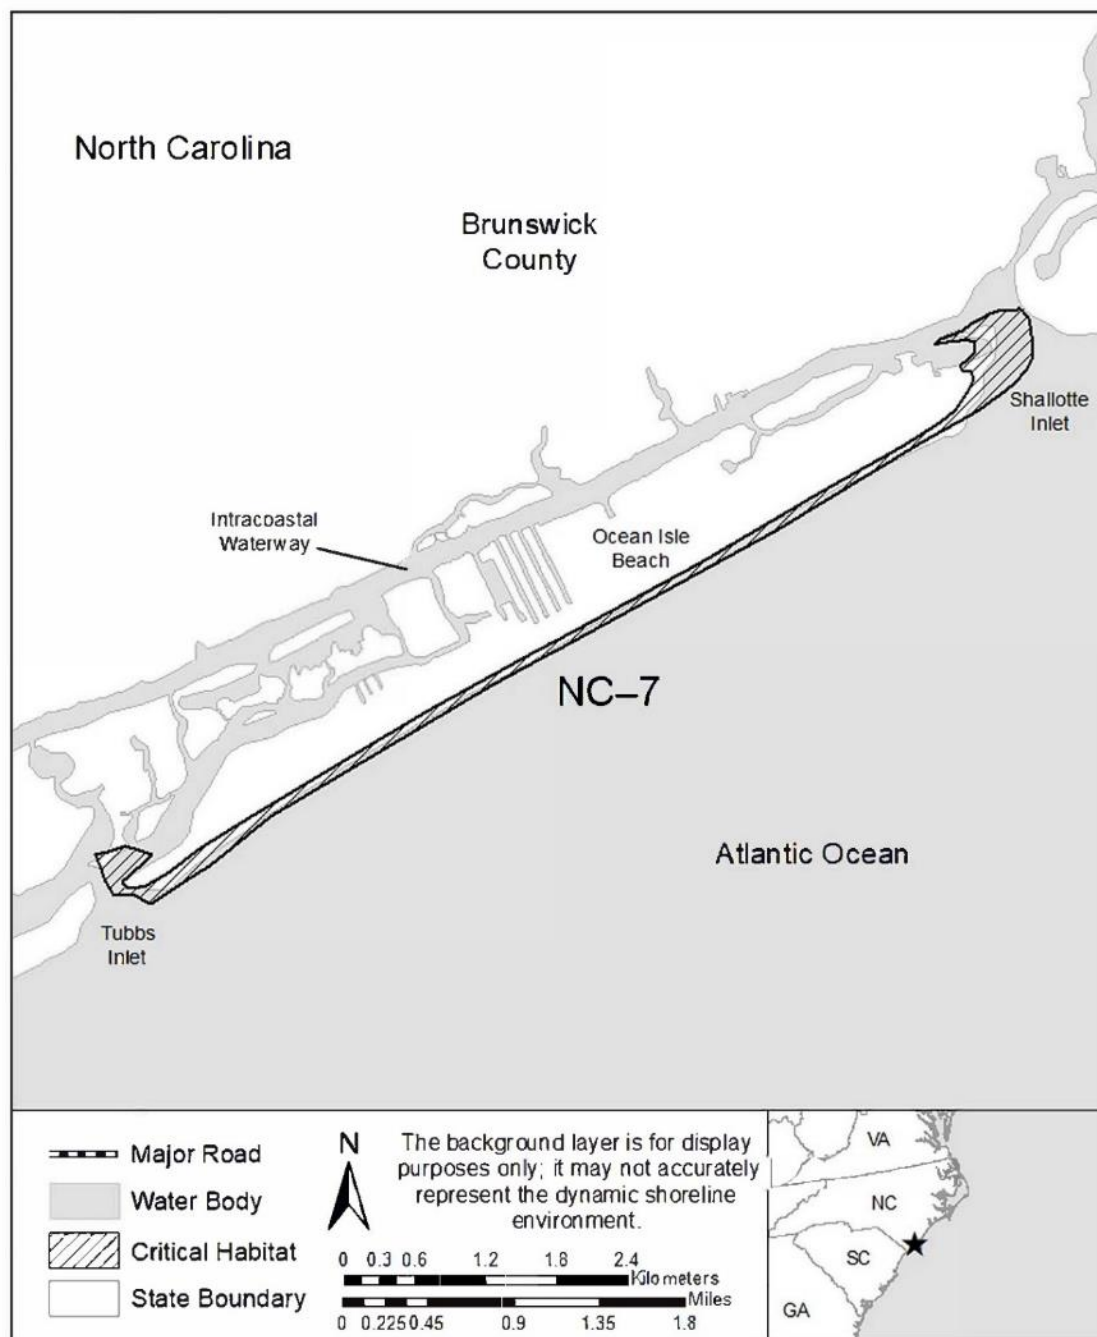 North Carolina
Brunswick
County
Shallotte
Inlet
Intracoastal
Waterway
Ocean Isle
Beach
NC–7
Atlantic Ocean
Tubbs
Inlet
Major Road
Water Body
Critical Habitat
State Boundary
N
The background layer is for display
purposes only; it may not accurately
represent the dynamic shoreline
environment.
0 0.3 0.6 1.2 1.8 2.4
Kilometers
Miles
0 0.225 0.45 0.9 1.35 1.8
VA
NC
SC
GA